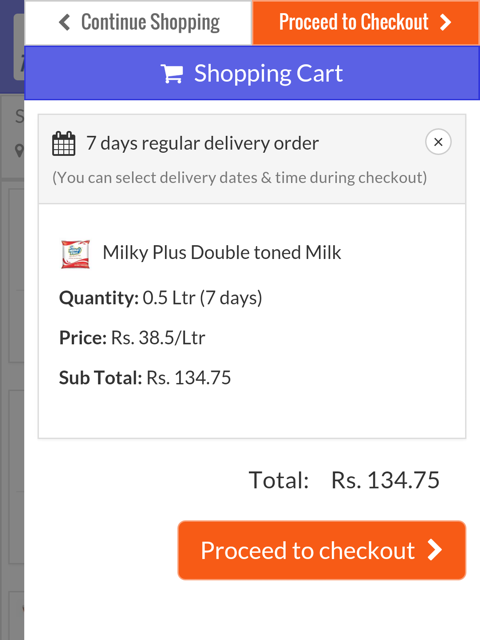 Continue Shopping
Proceed to Checkout
Shopping Cart
7 days regular delivery order
(You can select delivery dates & time during checkout)
Milky Plus Double toned Milk
Quantity: 0.5 Ltr (7 days)
Price: Rs. 38.5/Ltr
Sub Total: Rs. 134.75
Total: Rs. 134.75
Proceed to checkout